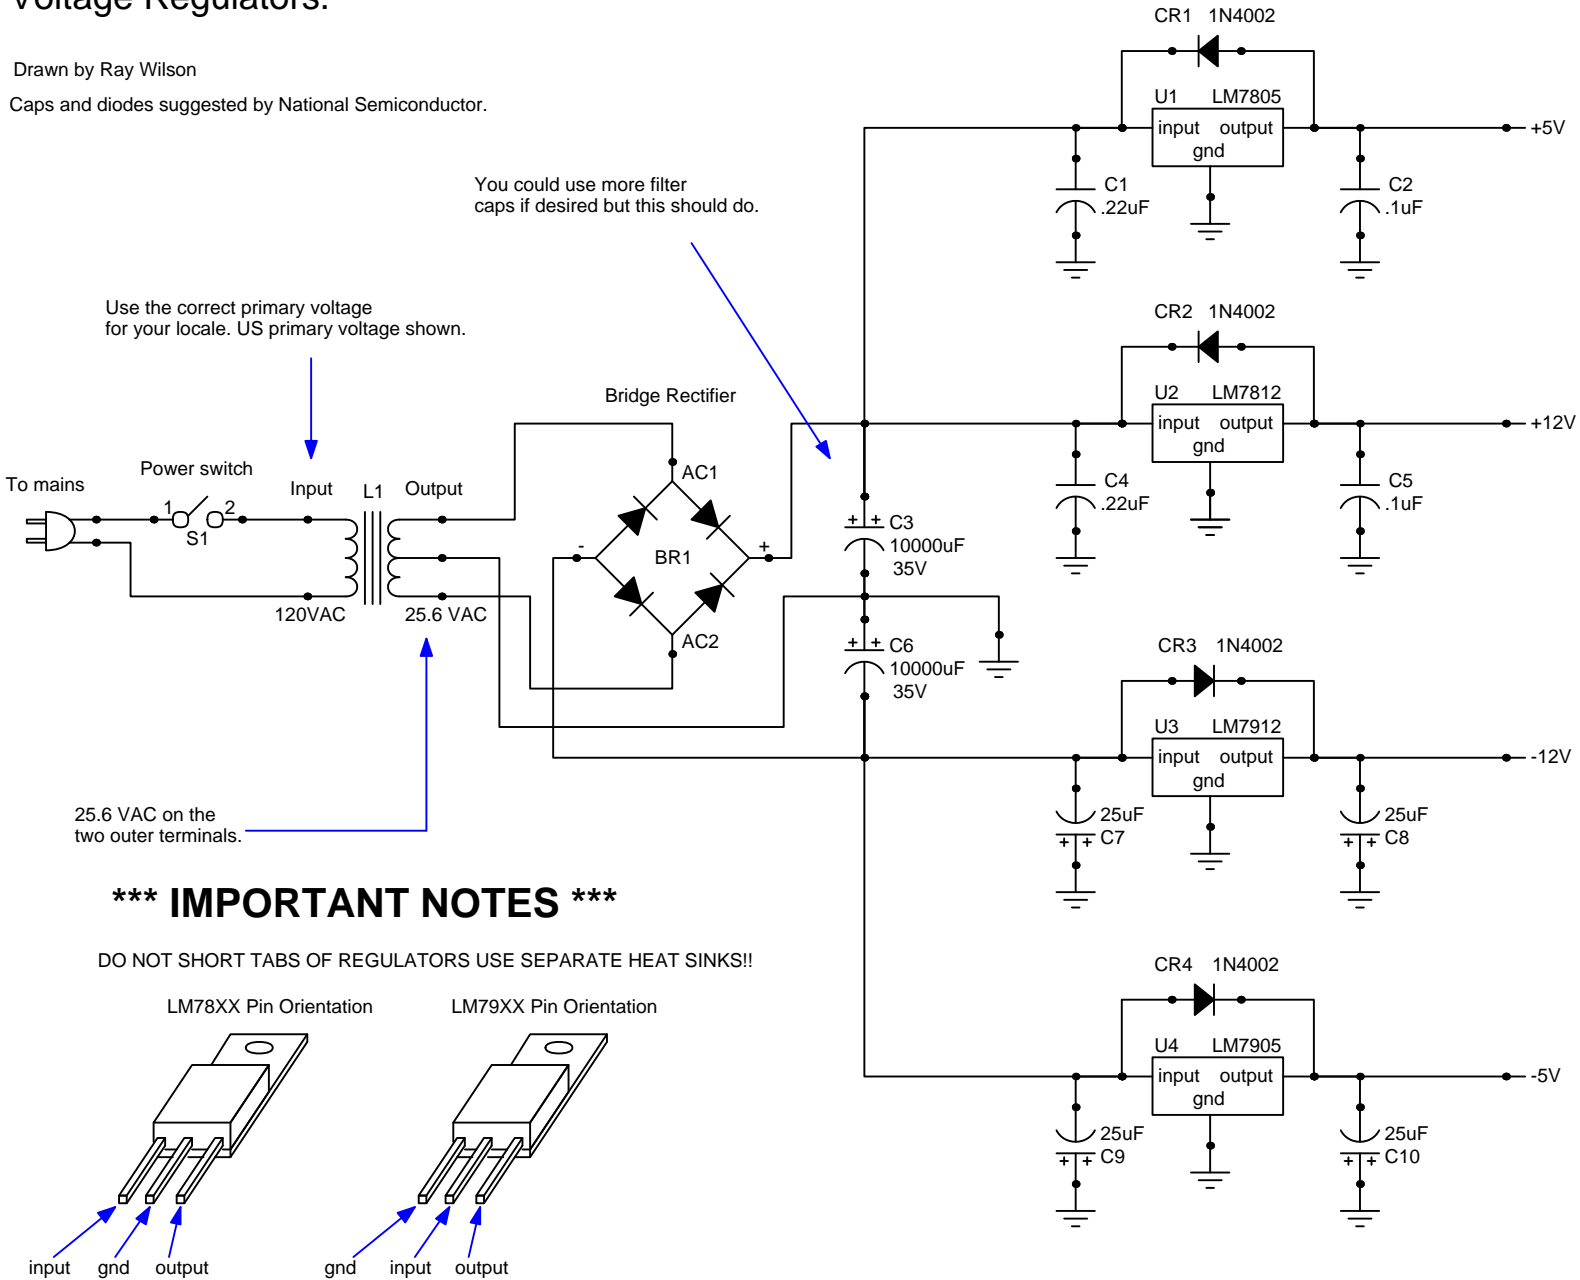 Voltage Regulators.
Drawn by Ray Wilson
Caps and diodes suggested by National Semiconductor.
You could use more filter
caps if desired but this should do.
Use the correct primary voltage
for your locale. US primary voltage shown.
Bridge Rectifier
To mains
Power switch
1
2
S1
Input
L1
Output
120VAC
25.6 VAC
AC1
-
BR1
+
AC2
+ +
C3
10000uF
35V
+ +
C6
10000uF
35V
25.6 VAC on the
two outer terminals.
CR1 1N4002
U1 LM7805
input output
gnd
+5V
C1
.22uF
C2
.1uF
CR2 1N4002
U2 LM7812
input output
gnd
+12V
C4
.22uF
C5
.1uF
CR3 1N4002
U3 LM7912
input output
gnd
-12V
25uF
+ + C7
25uF
+ + C8
CR4 1N4002
U4 LM7905
input output
gnd
-5V
25uF
+ + C9
25uF
+ + C10
*** IMPORTANT NOTES ***
DO NOT SHORT TABS OF REGULATORS USE SEPARATE HEAT SINKS!!
LM78XX Pin Orientation
input gnd output
LM79XX Pin Orientation
gnd input output